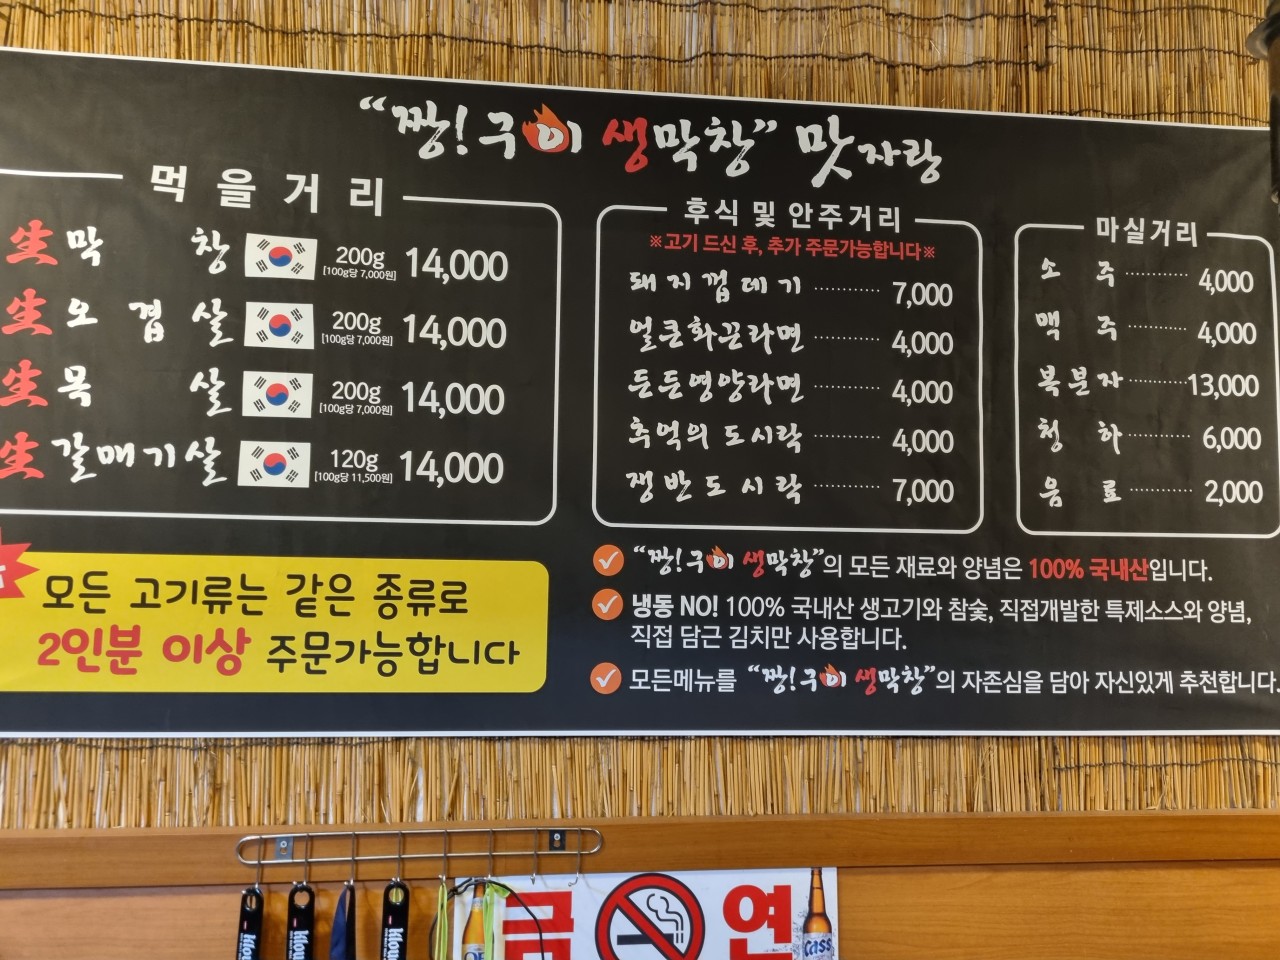 “짱!구이 생막창” 맛자랑
먹을거리
生막창 200g [100g당 7,000원] 14,000
生오겹살 200g [100g당 7,000원] 14,000
生목살 200g [100g당 7,000원] 14,000
生갈매기살 120g [100g당 11,500원] 14,000
모든 고기류는 같은 종류로
2인분 이상 주문가능합니다
후식 및 안주거리
※고기 드신 후, 추가 주문가능합니다※
돼지껍데기 7,000
얼큰화끈라면 4,000
든든영양라면 4,000
추억의도시락 4,000
쟁반도시락 7,000
마실거리
소주 4,000
맥주 4,000
복분자 13,000
청하 6,000
음료 2,000
“짱!구이 생막창”의 모든 재료와 양념은 100% 국내산입니다.
냉동 NO! 100% 국내산 생고기와 참숯, 직접개발한 특제소스와 양념,
직접 담근 김치만 사용합니다.
모든메뉴를 “짱!구이 생막창”의 자존심을 담아 자신있게 추천합니다.
금연
Cass